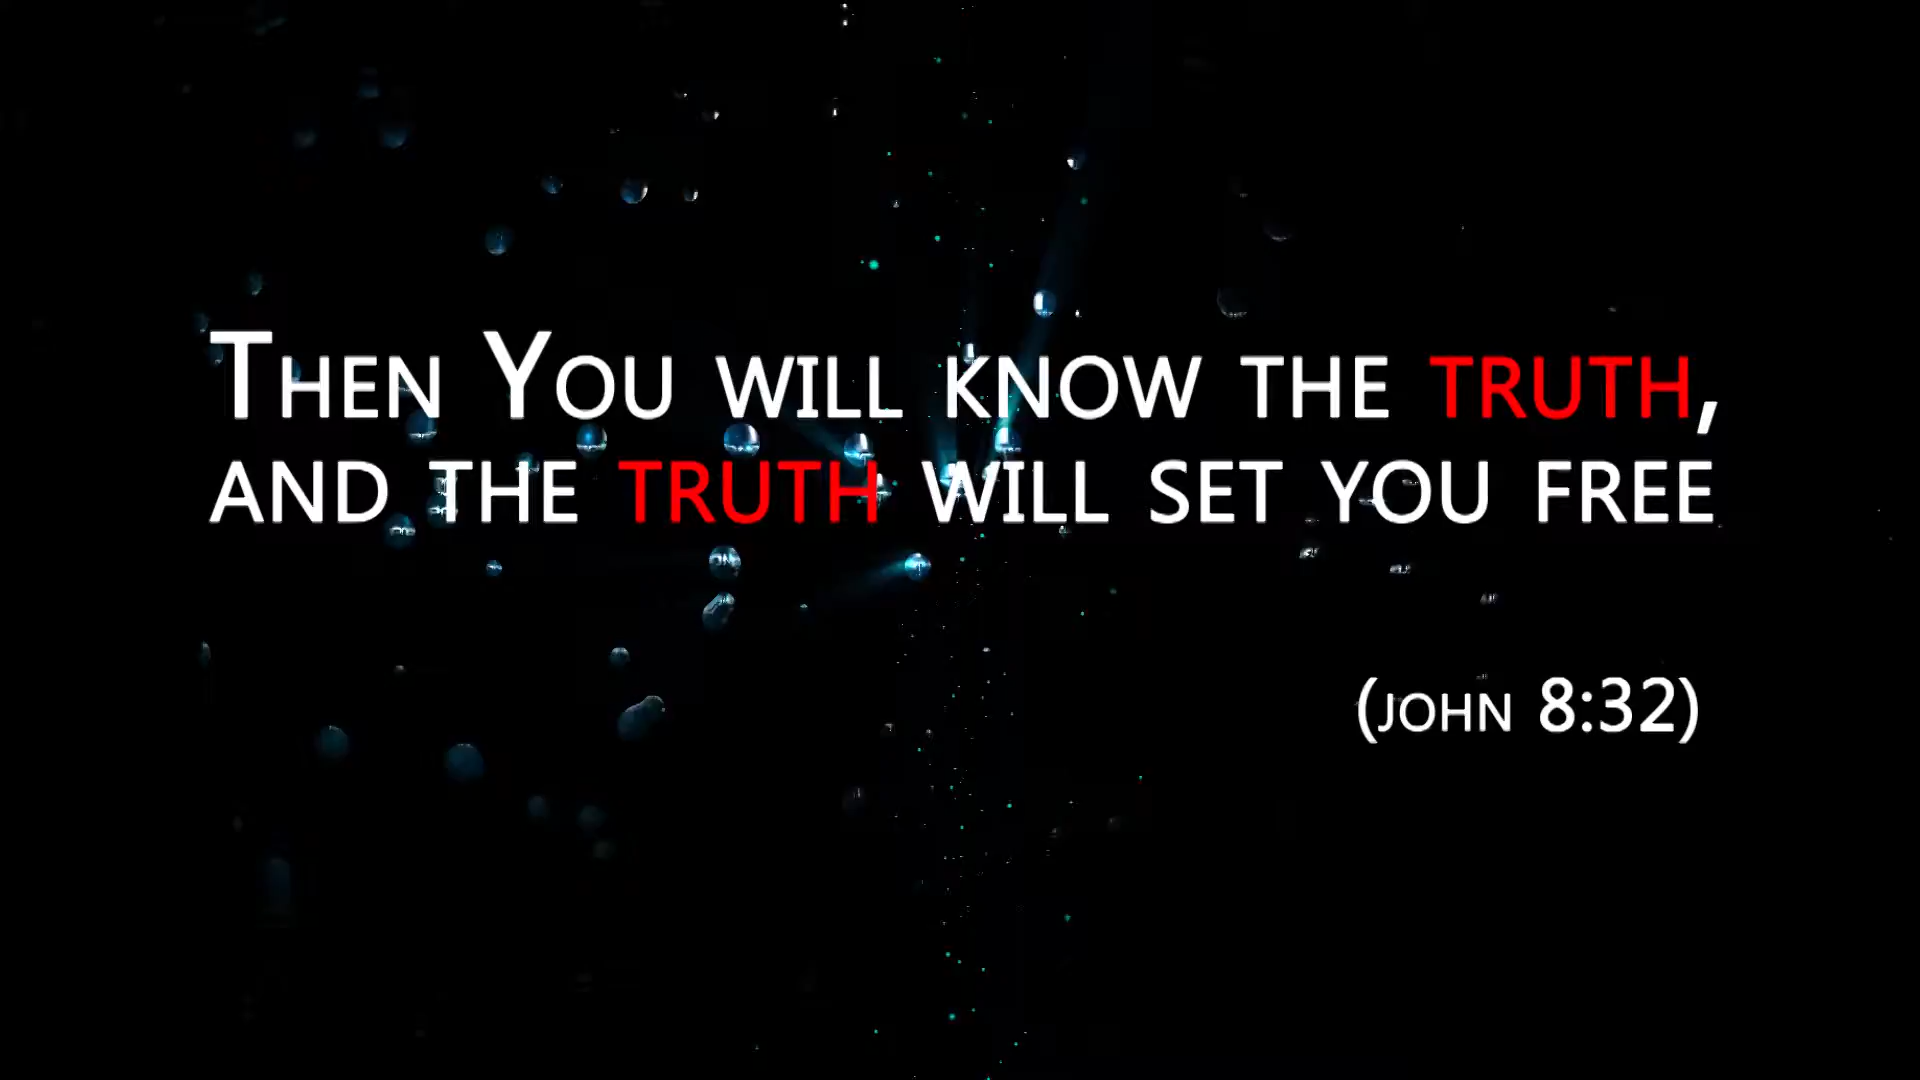 Then You will know the truth,
and the truth will set you free
(john 8:32)